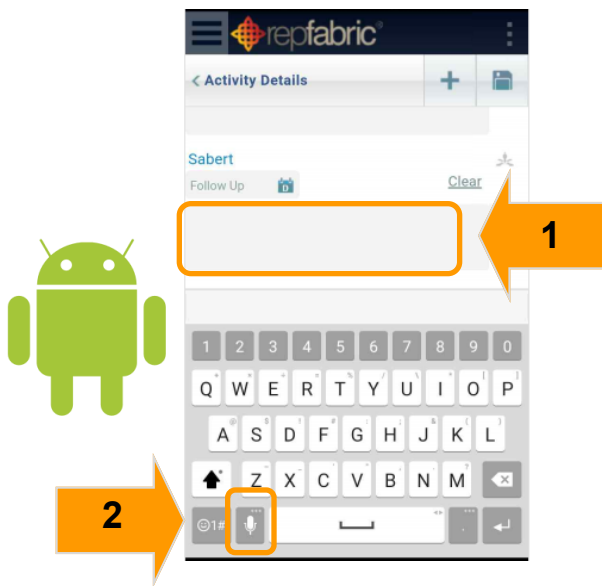 repfabric®
< Activity Details
Sabert
Follow Up
Clear
1
1 2 3 4 5 6 7 8 9 0
Q W E R T Y U I O P
A S D F G H J K L
Z X C V B N M
2
☺1#
.